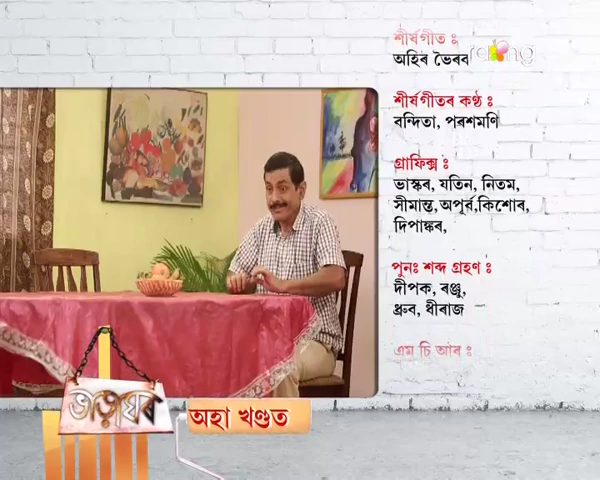 শীৰ্ষগীত ঃ
অহিৰ ভৈৰব
rang
শীৰ্ষগীতৰ কণ্ঠ ঃ
বন্দিতা, পৰশমণি
গ্ৰাফিক্স ঃ
ভাস্কৰ, যতিন, নিতম,
সীমান্ত,অপূৰ্ব,কিশোৰ,
দিপাঙ্কৰ,
পুনঃ শব্দ গ্ৰহণ ঃ
দীপক, ৰঞ্জু,
ধ্ৰুব, ধীৰাজ
এম চি আৰ ঃ
ভাড়াঘৰ
অহা খণ্ডত